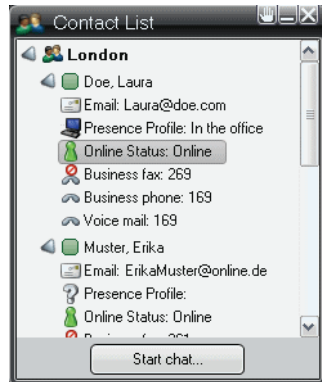 Contact List
London
Doe, Laura
Email: Laura@doe.com
Presence Profile: In the office
Online Status: Online
Business fax: 269
Business phone: 169
Voice mail: 169
Muster, Erika
Email: ErikaMuster@online.de
Presence Profile:
Online Status: Online
Start chat...